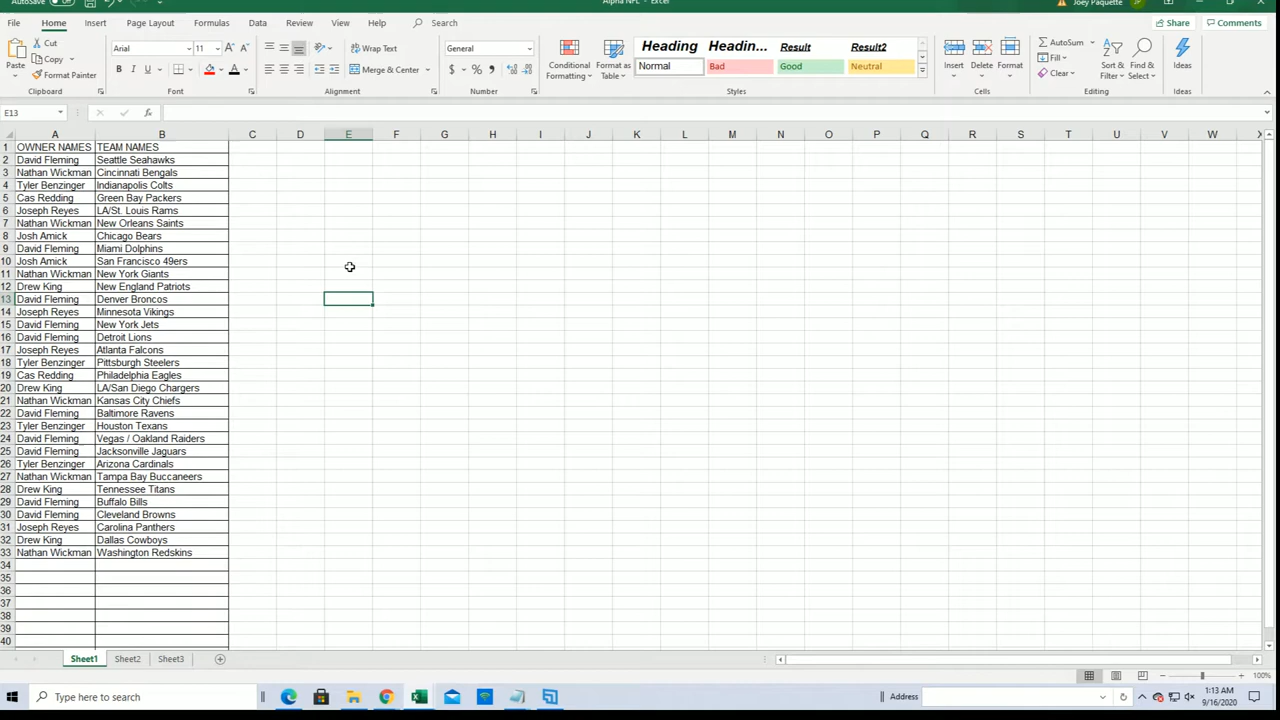 AutoSave Off Alpha NFL - Excel Joey Paquette JP
File Home Insert Page Layout Formulas Data Review View Help Search Share Comments
Paste Cut Copy Format Painter Clipboard
Arial 11 A A B I U A Font
Wrap Text Merge & Center Alignment
General $ % , Number
Conditional Formatting Format as Table
Heading Headin... Result Result2
Normal Bad Good Neutral
Styles
Insert Delete Format Cells
AutoSum Fill Clear Sort & Filter Find & Select Editing
Ideas Ideas
E13 fx
A B C D E F G H I J K L M N O P Q R S T U V W X
1 OWNER NAMES TEAM NAMES
2 David Fleming Seattle Seahawks
3 Nathan Wickman Cincinnati Bengals
4 Tyler Benzinger Indianapolis Colts
5 Cas Redding Green Bay Packers
6 Joseph Reyes LA/St. Louis Rams
7 Nathan Wickman New Orleans Saints
8 Josh Amick Chicago Bears
9 David Fleming Miami Dolphins
10 Josh Amick San Francisco 49ers
11 Nathan Wickman New York Giants
12 Drew King New England Patriots
13 David Fleming Denver Broncos
14 Joseph Reyes Minnesota Vikings
15 David Fleming New York Jets
16 David Fleming Detroit Lions
17 Joseph Reyes Atlanta Falcons
18 Tyler Benzinger Pittsburgh Steelers
19 Cas Redding Philadelphia Eagles
20 Drew King LA/San Diego Chargers
21 Nathan Wickman Kansas City Chiefs
22 David Fleming Baltimore Ravens
23 Tyler Benzinger Houston Texans
24 David Fleming Vegas / Oakland Raiders
25 David Fleming Jacksonville Jaguars
26 Tyler Benzinger Arizona Cardinals
27 Nathan Wickman Tampa Bay Buccaneers
28 Drew King Tennessee Titans
29 David Fleming Buffalo Bills
30 David Fleming Cleveland Browns
31 Joseph Reyes Carolina Panthers
32 Drew King Dallas Cowboys
33 Nathan Wickman Washington Redskins
34
35
36
37
38
39
40
Sheet1 Sheet2 Sheet3
100%
Type here to search Address 1:13 AM
9/16/2020